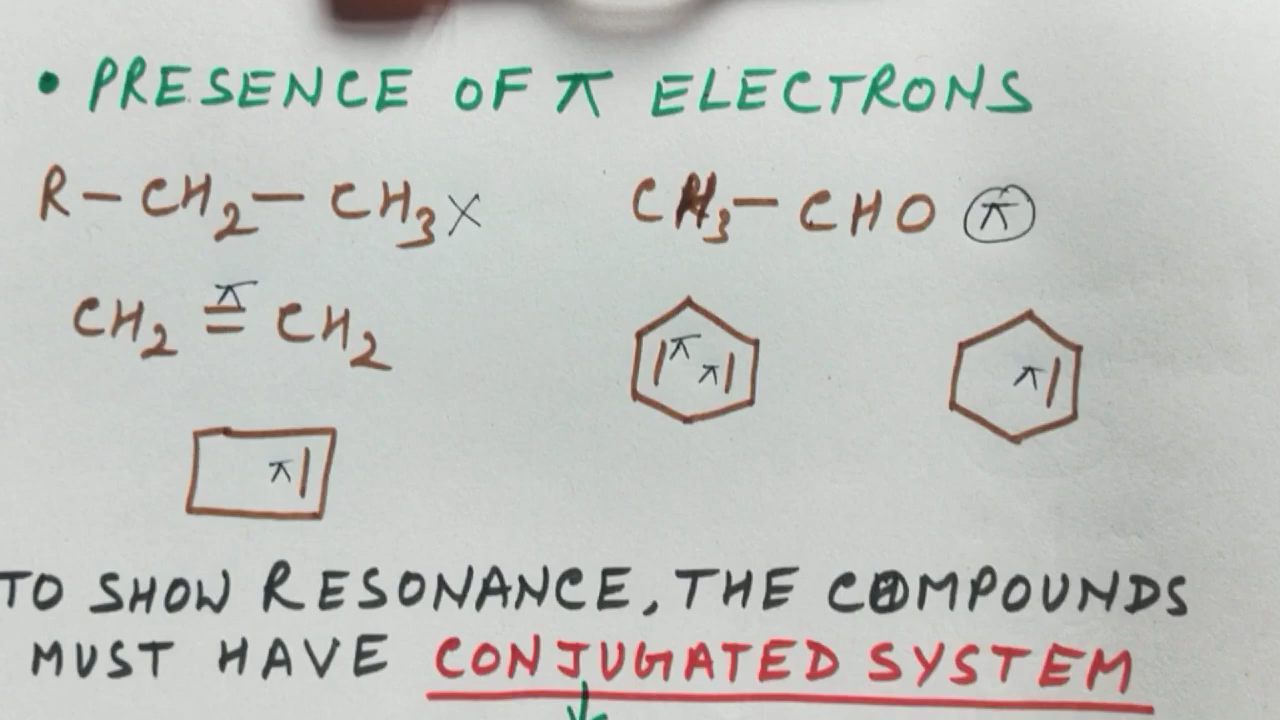 • PRESENCE OF π ELECTRONS
R-CH₂-CH₃ X CH₃-CHO π
π
CH₂=CH₂
π π π
π
TO SHOW RESONANCE, THE COMPOUNDS
MUST HAVE CONJUGATED SYSTEM